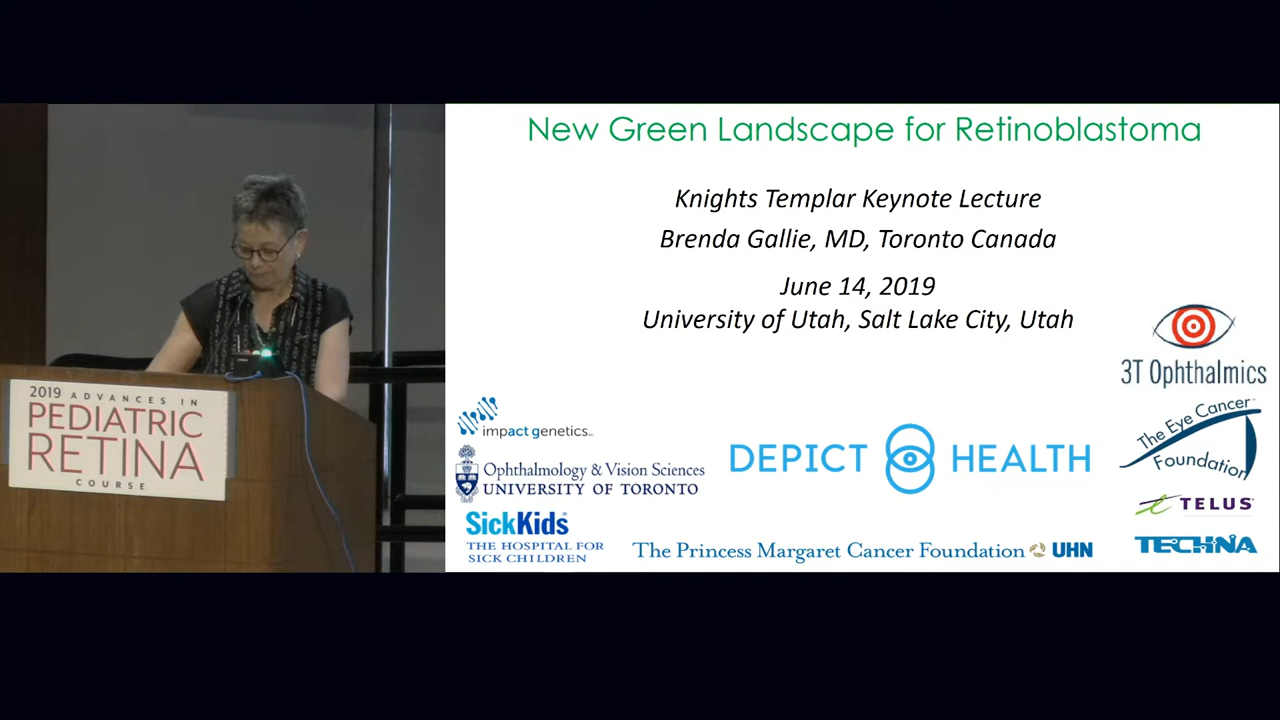 2019 ADVANCES IN
PEDIATRIC
RETINA
COURSE
New Green Landscape for Retinoblastoma
Knights Templar Keynote Lecture
Brenda Gallie, MD, Toronto Canada
June 14, 2019
University of Utah, Salt Lake City, Utah
3T Ophthalmics
impact genetics
The Eye Cancer
Foundation
DEPICT HEALTH
Ophthalmology & Vision Sciences
UNIVERSITY OF TORONTO
TELUS
SickKids
THE HOSPITAL FOR
SICK CHILDREN
The Princess Margaret Cancer Foundation UHN
TECHNA